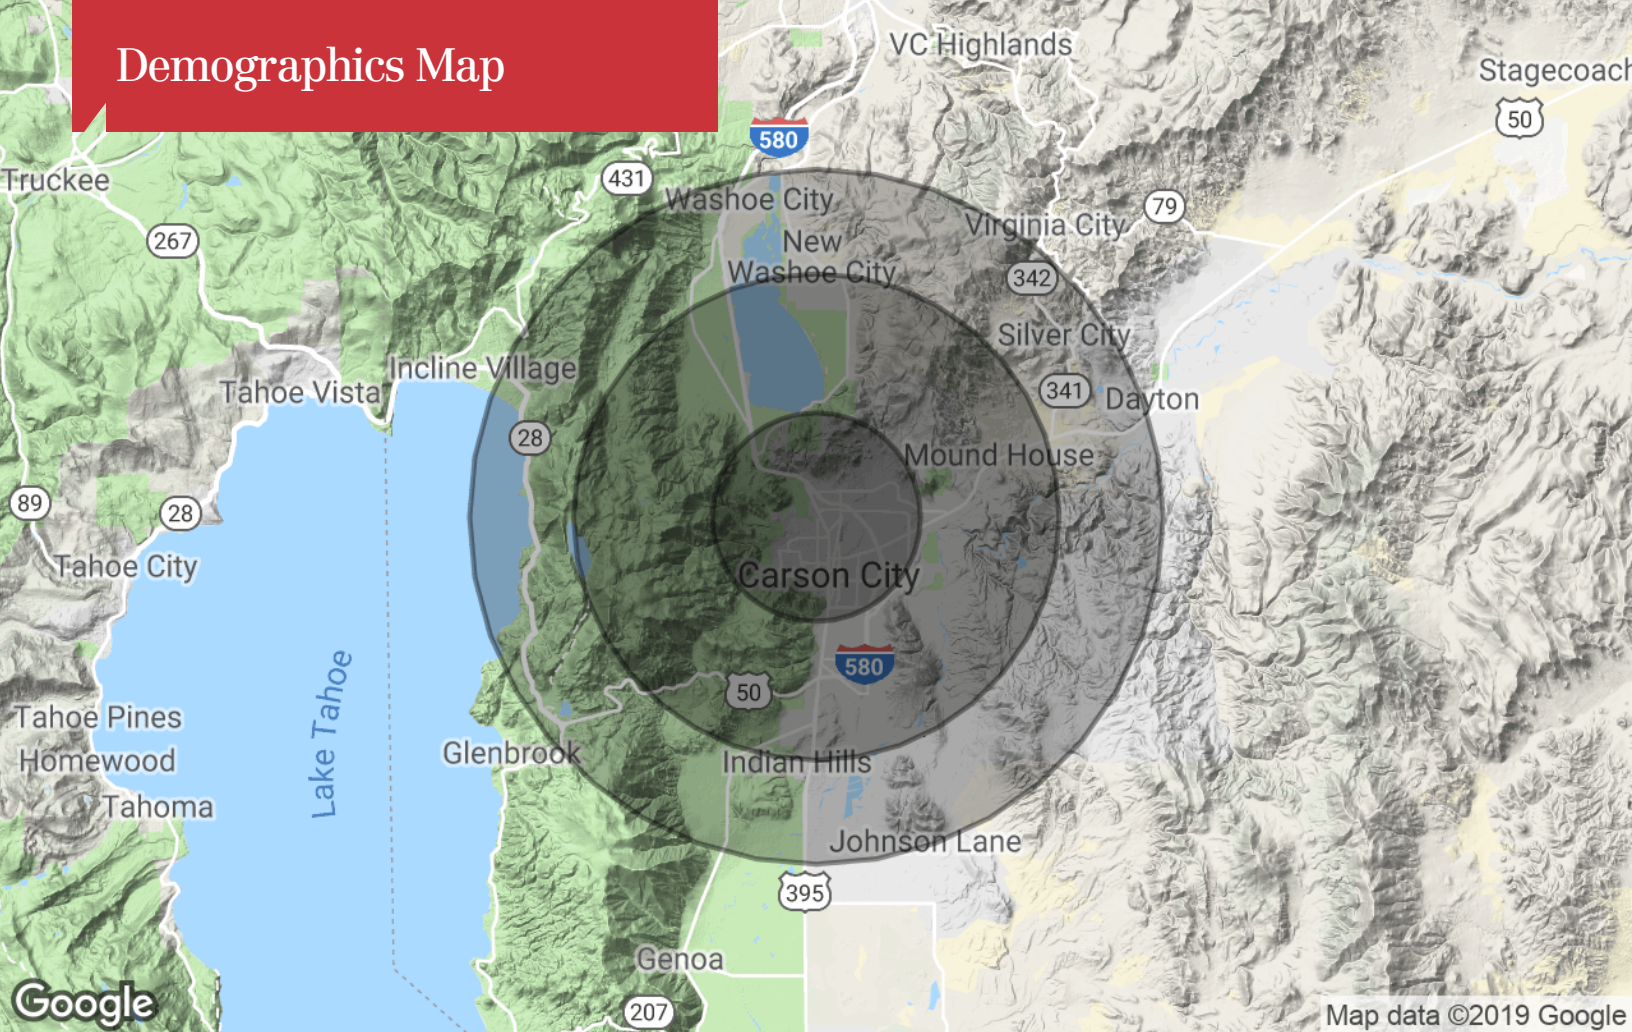 Demographics Map
VC Highlands
Stagecoach
50
580
Truckee
431
Washoe City
79
Virginia City
267
New
Washoe City
342
Silver City
Incline Village
Tahoe Vista
341
Dayton
28
Mound House
89
28
Tahoe City
Carson City
580
Lake Tahoe
50
Tahoe Pines
Glenbrook
Homewood
Indian Hills
Tahoma
Johnson Lane
395
Genoa
Google
207
Map data ©2019 Google